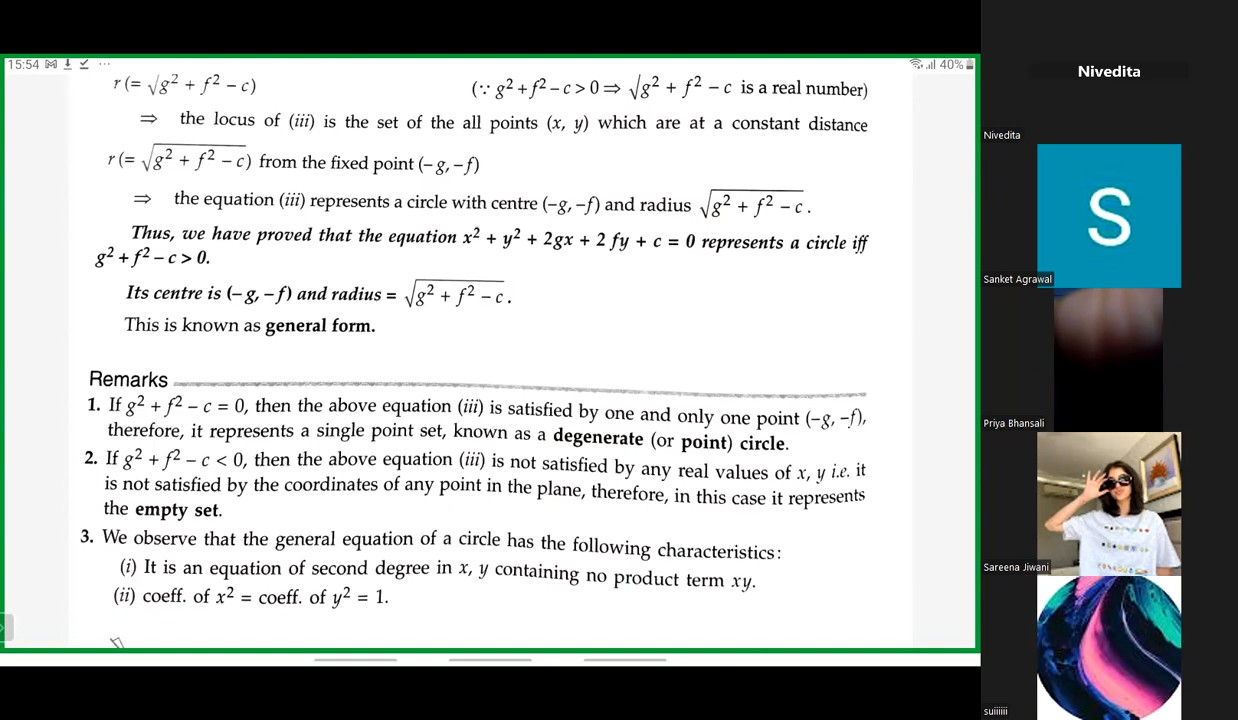 15:54
40%
r (= √g² + f² – c) (∵ g² + f² – c > 0 ⇒ √g² + f² – c is a real number)
⇒ the locus of (iii) is the set of the all points (x, y) which are at a constant distance
r (= √g² + f² – c) from the fixed point (– g, – f)
⇒ the equation (iii) represents a circle with centre (–g, –f) and radius √g² + f² – c .
Thus, we have proved that the equation x² + y² + 2gx + 2 fy + c = 0 represents a circle iff
g² + f² – c > 0.
Its centre is (– g, – f) and radius = √g² + f² – c .
This is known as general form.
Remarks
1. If g² + f² – c = 0, then the above equation (iii) is satisfied by one and only one point (–g, –f),
therefore, it represents a single point set, known as a degenerate (or point) circle.
2. If g² + f² – c < 0, then the above equation (iii) is not satisfied by any real values of x, y i.e. it
is not satisfied by the coordinates of any point in the plane, therefore, in this case it represents
the empty set.
3. We observe that the general equation of a circle has the following characteristics:
(i) It is an equation of second degree in x, y containing no product term xy.
(ii) coeff. of x² = coeff. of y² = 1.
Nivedita
Nivedita
S
Sanket Agrawal
Priya Bhansali
Sareena Jiwani
suiiiiii